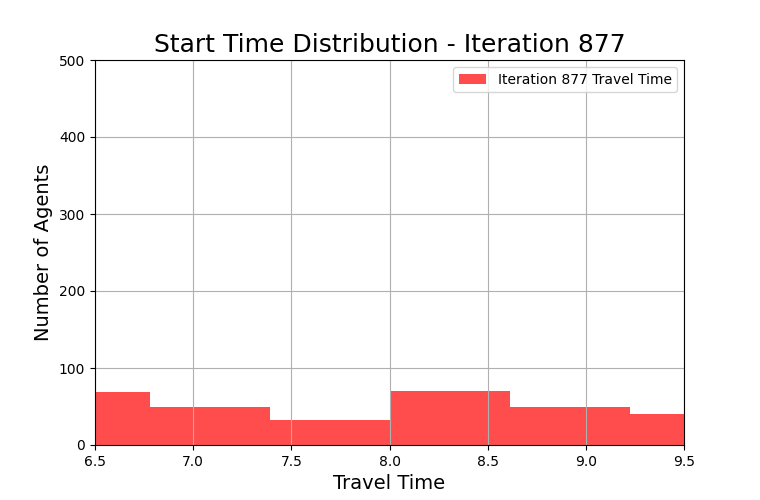 Start Time Distribution - Iteration 877
Iteration 877 Travel Time
Number of Agents
500
400
300
200
100
0
6.5 7.0 7.5 8.0 8.5 9.0 9.5
Travel Time